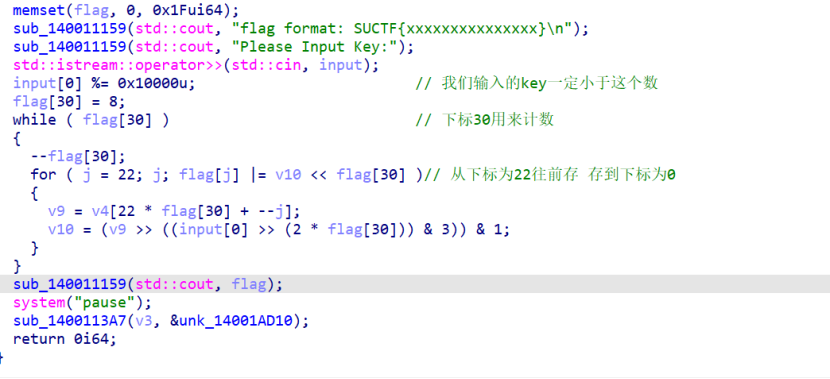 memset(flag, 0, 0x1Fui64);
sub_140011159(std::cout, "flag format: SUCTF{xxxxxxxxxxxxxxx}\n");
sub_140011159(std::cout, "Please Input Key:");
std::istream::operator>>(std::cin, input);
input[0] %= 0x10000u; // 我们输入的key一定小于这个数
flag[30] = 8;
while ( flag[30] ) // 下标30用来计数
{
--flag[30];
for ( j = 22; j; flag[j] |= v10 << flag[30] )// 从下标为22往前存 存到下标为0
{
v9 = v4[22 * flag[30] + --j];
v10 = (v9 >> ((input[0] >> (2 * flag[30])) & 3)) & 1;
}
}
sub_140011159(std::cout, flag);
system("pause");
sub_1400113A7(v3, &unk_14001AD10);
return 0i64;
}